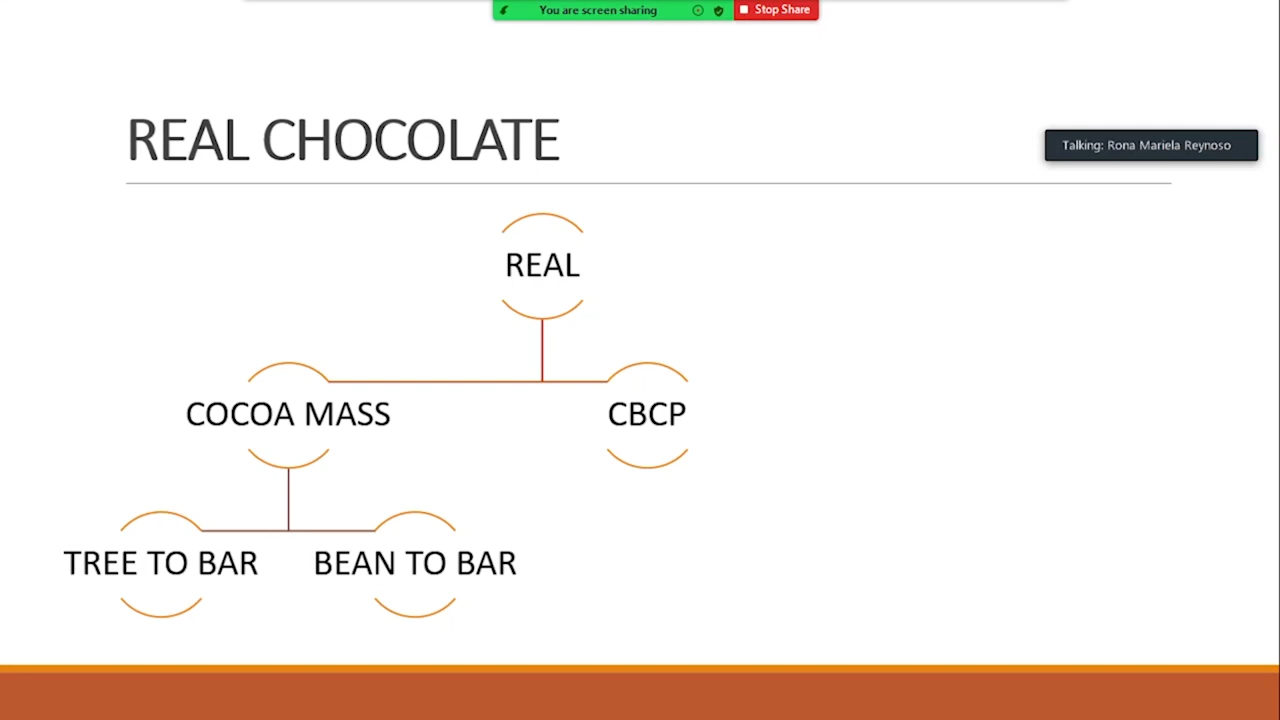 You are screen sharing
Stop Share
REAL CHOCOLATE
Talking: Rona Mariela Reynoso
REAL
COCOA MASS
CBCP
TREE TO BAR
BEAN TO BAR